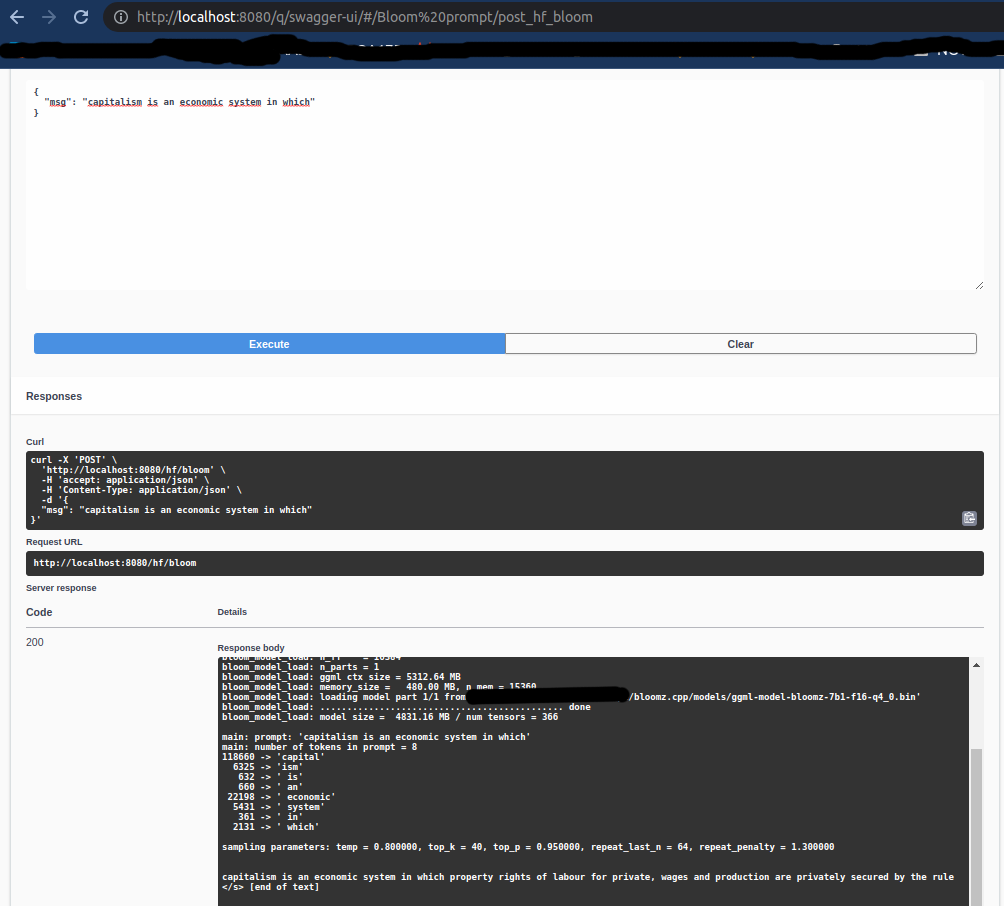 http://localhost:8080/q/swagger-ui/#/Bloom%20prompt/post_hf_bloom
{
"msg": "capitalism is an economic system in which"
}
Execute
Clear
Responses
Curl
curl -X 'POST' \
'http://localhost:8080/hf/bloom' \
-H 'accept: application/json' \
-H 'Content-Type: application/json' \
-d '{
"msg": "capitalism is an economic system in which"
}'
Request URL
http://localhost:8080/hf/bloom
Server response
Code
Details
200
Response body
bloom_model_load: n_ff = 16384
bloom_model_load: n_parts = 1
bloom_model_load: ggml ctx size = 5312.64 MB
bloom_model_load: memory_size = 480.00 MB, n_mem = 15360
bloom_model_load: loading model part 1/1 from /bloomz.cpp/models/ggml-model-bloomz-7b1-f16-q4_0.bin'
bloom_model_load: ............................................. done
bloom_model_load: model size = 4831.16 MB / num tensors = 366
main: prompt: 'capitalism is an economic system in which'
main: number of tokens in prompt = 8
118660 -> 'capital'
6325 -> 'ism'
632 -> ' is'
660 -> ' an'
22198 -> ' economic'
5431 -> ' system'
361 -> ' in'
2131 -> ' which'
sampling parameters: temp = 0.800000, top_k = 40, top_p = 0.950000, repeat_last_n = 64, repeat_penalty = 1.300000
capitalism is an economic system in which property rights of labour for private, wages and production are privately secured by the rule
</s> [end of text]